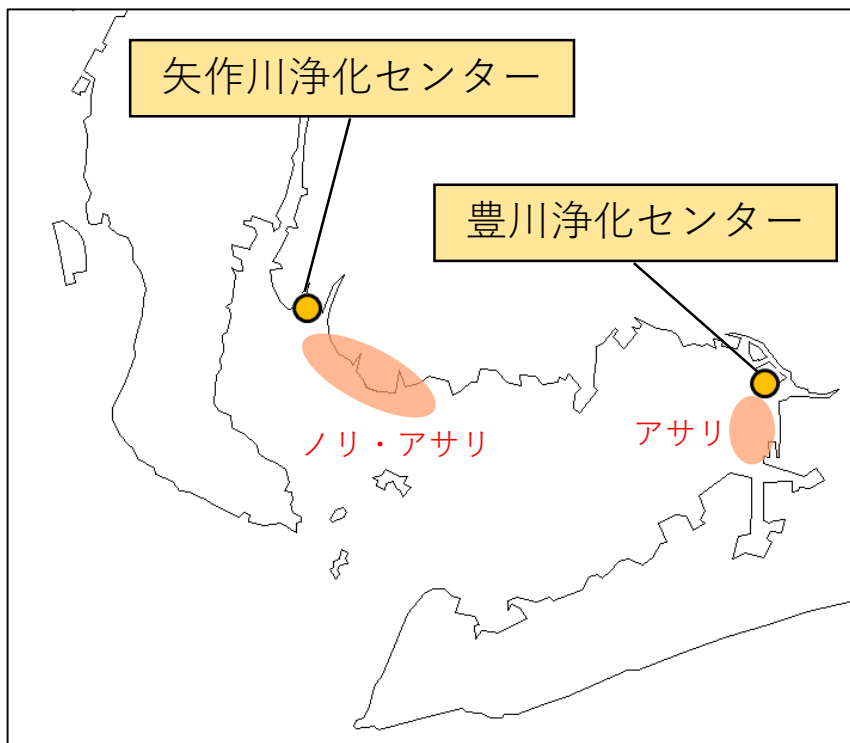 矢作川浄化センター
豊川浄化センター
ノリ・アサリ
アサリ